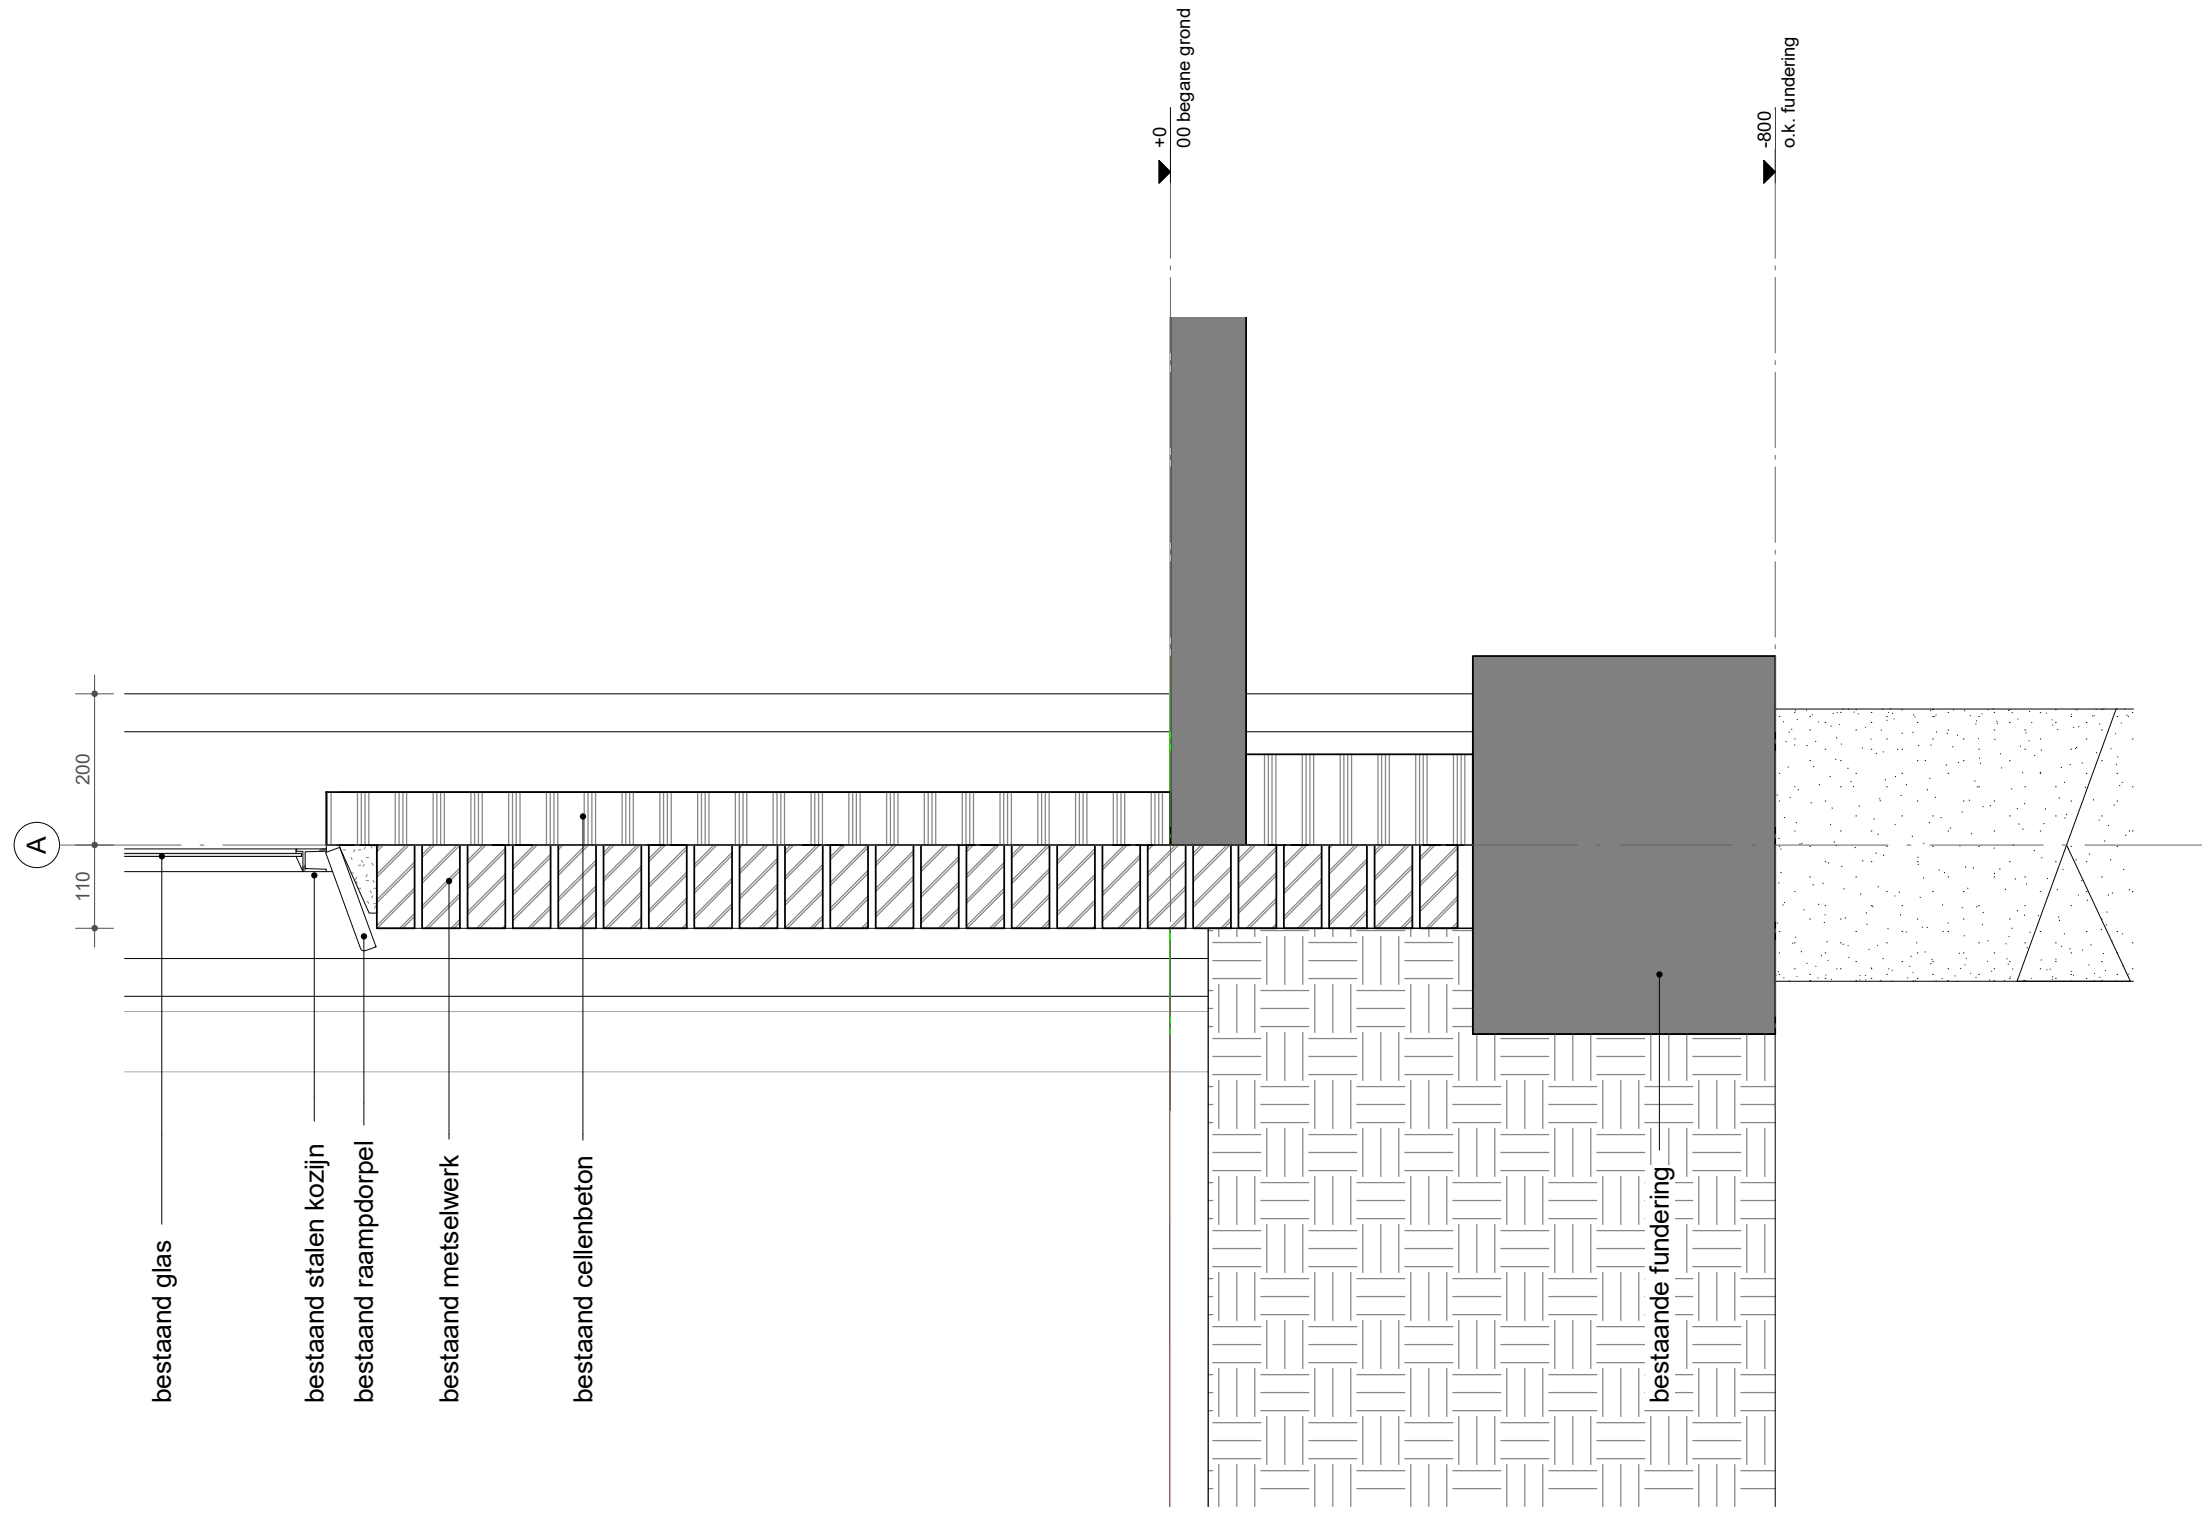 A
200
110
+0
00 begane grond
-800
o.k. fundering
bestaand glas
bestaand stalen kozijn
bestaand raampdorpel
bestaand metselwerk
bestaand cellenbeton
bestaande fundering